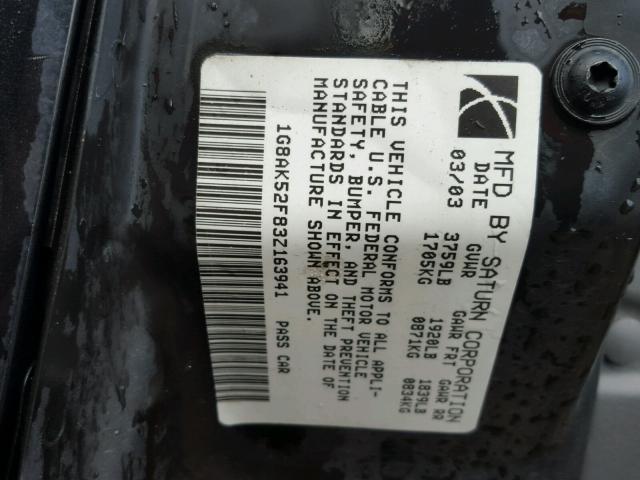 MFD BY SATURN CORPORATION
DATE GVWR GAWR FRT GAWR RR
03/03 3759LB 1920LB 1839LB
1705KG 0871KG 0834KG
THIS VEHICLE CONFORMS TO ALL APPLI-
CABLE U.S. FEDERAL MOTOR VEHICLE
SAFETY, BUMPER, AND THEFT PREVENTION
STANDARDS IN EFFECT ON THE DATE OF
MANUFACTURE SHOWN ABOVE.
1G8AK52F83Z163941 PASS CAR